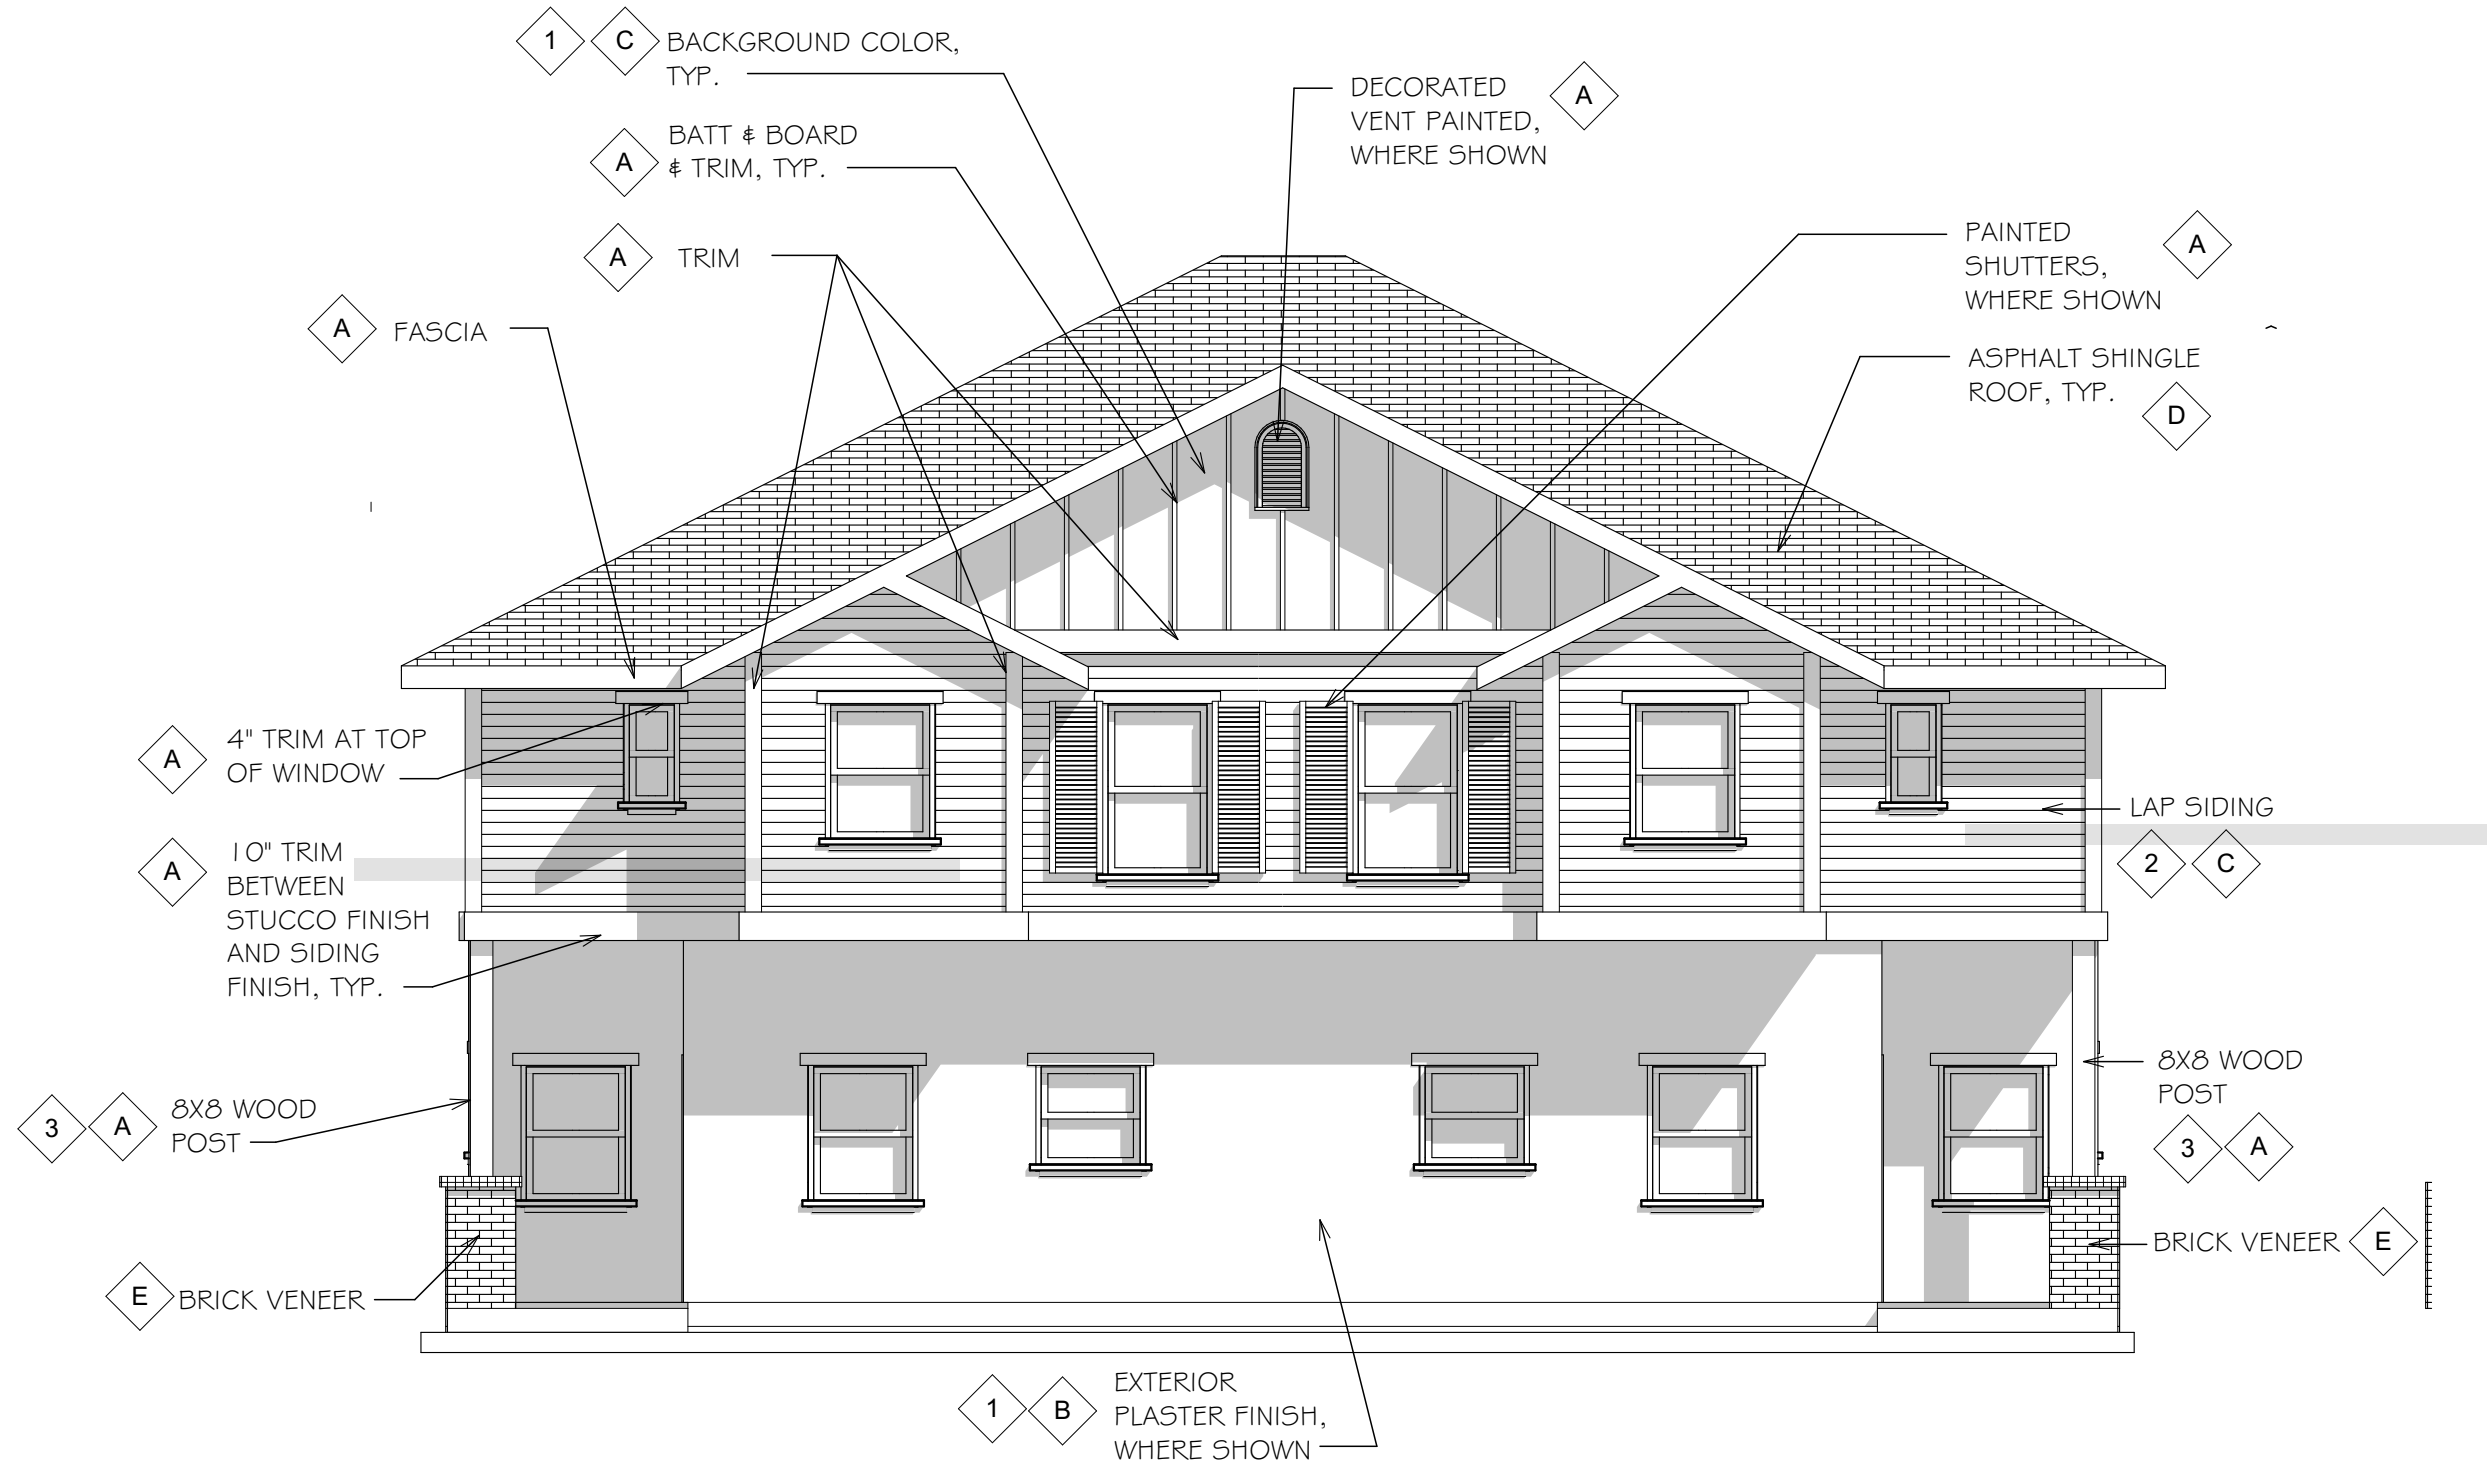 1 C BACKGROUND COLOR,
TYP.
A BATT & BOARD
& TRIM, TYP.
A TRIM
A FASCIA
DECORATED
VENT PAINTED,
WHERE SHOWN
A
PAINTED
SHUTTERS,
WHERE SHOWN
A
ASPHALT SHINGLE
ROOF, TYP.
D
A 4" TRIM AT TOP
OF WINDOW
A 10" TRIM
BETWEEN
STUCCO FINISH
AND SIDING
FINISH, TYP.
LAP SIDING
2 C
3 A 8X8 WOOD
POST
8X8 WOOD
POST
3 A
E BRICK VENEER
BRICK VENEER E
1 B EXTERIOR
PLASTER FINISH,
WHERE SHOWN